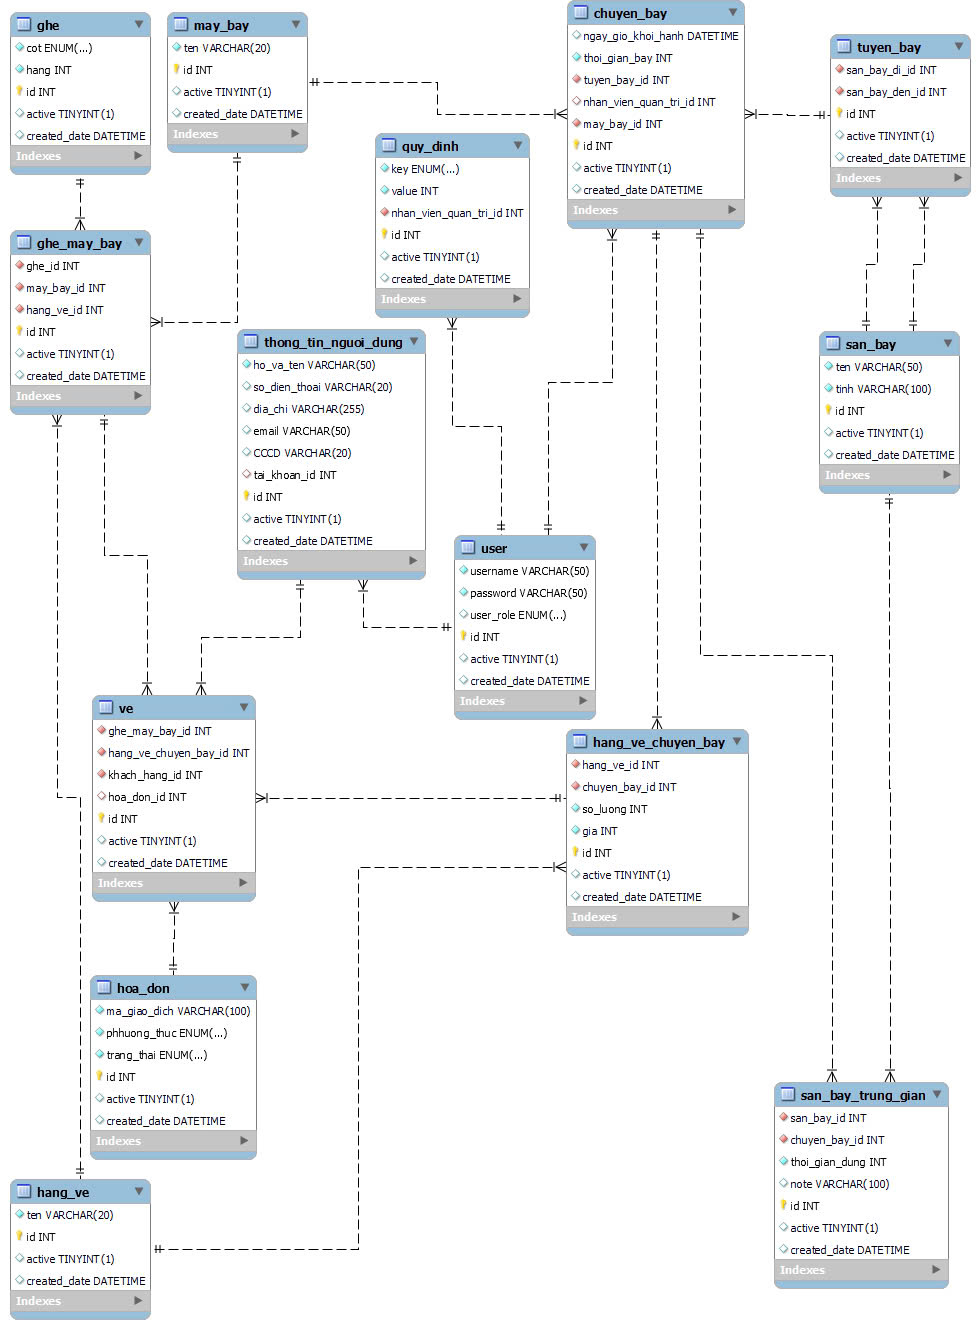 ghe
cot ENUM(...)
hang INT
id INT
active TINYINT(1)
created_date DATETIME
Indexes
may_bay
ten VARCHAR(20)
id INT
active TINYINT(1)
created_date DATETIME
Indexes
chuyen_bay
ngay_gio_khoi_hanh DATETIME
thoi_gian_bay INT
tuyen_bay_id INT
nhan_vien_quan_tri_id INT
may_bay_id INT
id INT
active TINYINT(1)
created_date DATETIME
Indexes
tuyen_bay
san_bay_di_id INT
san_bay_den_id INT
id INT
active TINYINT(1)
created_date DATETIME
Indexes
quy_dinh
key ENUM(...)
value INT
nhan_vien_quan_tri_id INT
id INT
active TINYINT(1)
created_date DATETIME
Indexes
ghe_may_bay
ghe_id INT
may_bay_id INT
hang_ve_id INT
id INT
active TINYINT(1)
created_date DATETIME
Indexes
thong_tin_nguoi_dung
ho_va_ten VARCHAR(50)
so_dien_thoai VARCHAR(20)
dia_chi VARCHAR(255)
email VARCHAR(50)
CCCD VARCHAR(20)
tai_khoan_id INT
id INT
active TINYINT(1)
created_date DATETIME
Indexes
san_bay
ten VARCHAR(50)
tinh VARCHAR(100)
id INT
active TINYINT(1)
created_date DATETIME
Indexes
user
username VARCHAR(50)
password VARCHAR(50)
user_role ENUM(...)
id INT
active TINYINT(1)
created_date DATETIME
Indexes
ve
ghe_may_bay_id INT
hang_ve_chuyen_bay_id INT
khach_hang_id INT
hoa_don_id INT
id INT
active TINYINT(1)
created_date DATETIME
Indexes
hang_ve_chuyen_bay
hang_ve_id INT
chuyen_bay_id INT
so_luong INT
gia INT
id INT
active TINYINT(1)
created_date DATETIME
Indexes
hoa_don
ma_giao_dich VARCHAR(100)
phhuong_thuc ENUM(...)
trang_thai ENUM(...)
id INT
active TINYINT(1)
created_date DATETIME
Indexes
san_bay_trung_gian
san_bay_id INT
chuyen_bay_id INT
thoi_gian_dung INT
note VARCHAR(100)
id INT
active TINYINT(1)
created_date DATETIME
Indexes
hang_ve
ten VARCHAR(20)
id INT
active TINYINT(1)
created_date DATETIME
Indexes